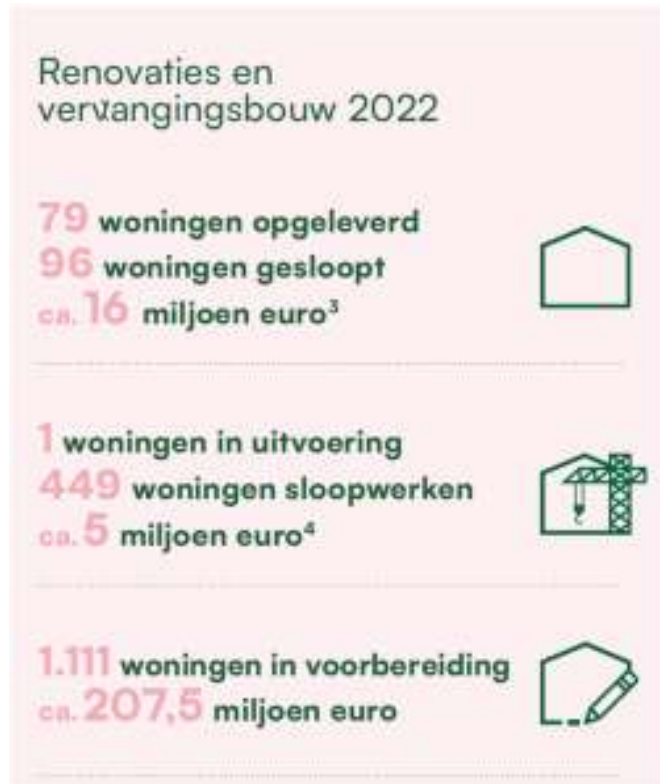 Renovaties en
vervangingsbouw 2022
79 woningen opgeleverd
96 woningen gesloopt
ca. 16 miljoen euro³
1 woningen in uitvoering
449 woningen sloopwerken
ca. 5 miljoen euro⁴
1.111 woningen in voorbereiding
ca. 207,5 miljoen euro